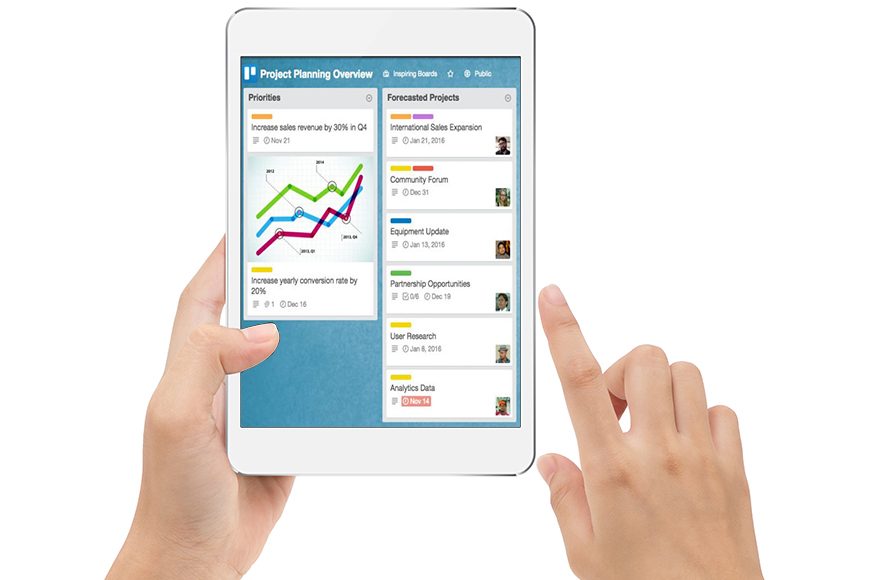 Project Planning Overview
Inspiring Boards
Public
Priorities
Increase sales revenue by 30% in Q4
Nov 21
2012
2014
2013, Q1
2013, Q4
Increase yearly conversion rate by
20%
1 Dec 16
Forecasted Projects
International Sales Expansion
Jan 21, 2016
Community Forum
Dec 31
Equipment Update
Jan 13, 2016
Partnership Opportunities
0/6 Dec 19
User Research
Jan 8, 2016
Analytics Data
Nov 14